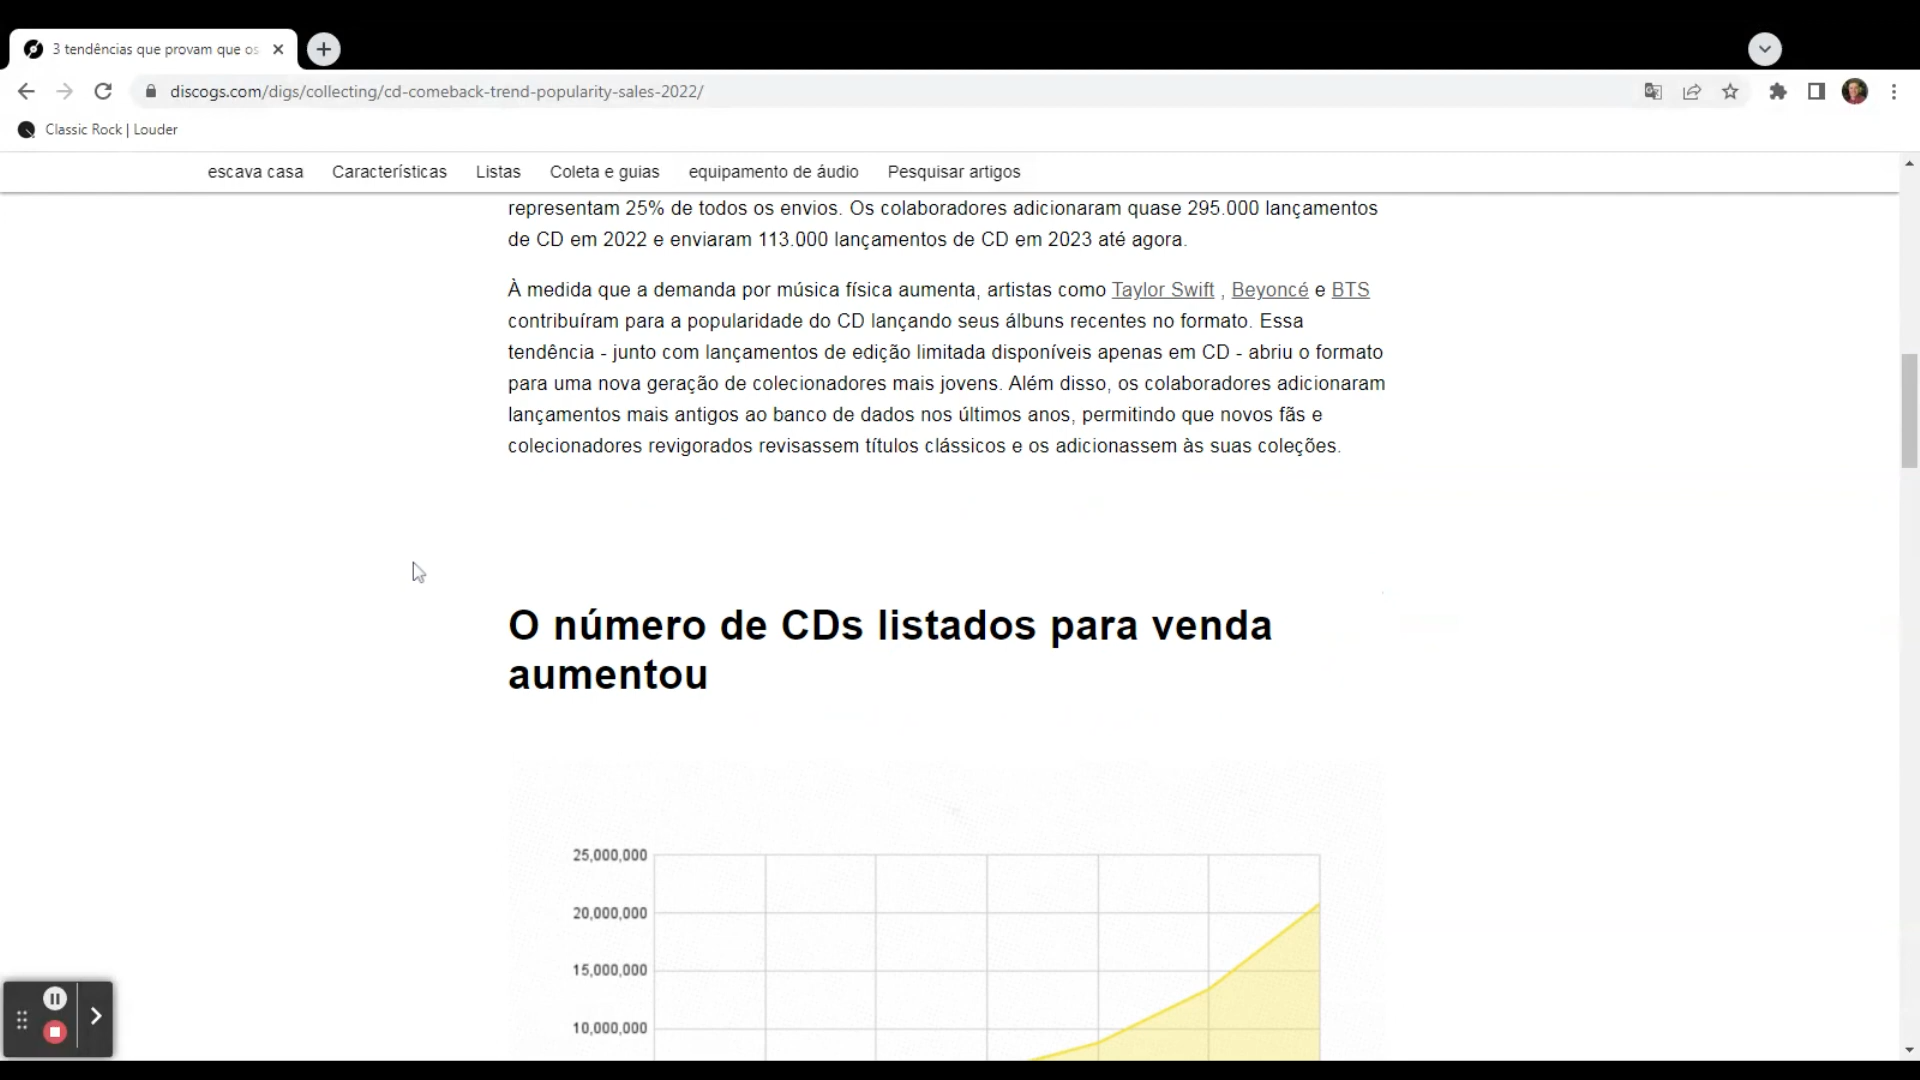 3 tendências que provam que os
discogs.com/digs/collecting/cd-comeback-trend-popularity-sales-2022/
Classic Rock | Louder
escava casa Características Listas Coleta e guias equipamento de áudio Pesquisar artigos
representam 25% de todos os envios. Os colaboradores adicionaram quase 295.000 lançamentos
de CD em 2022 e enviaram 113.000 lançamentos de CD em 2023 até agora.
À medida que a demanda por música física aumenta, artistas como Taylor Swift , Beyoncé e BTS
contribuíram para a popularidade do CD lançando seus álbuns recentes no formato. Essa
tendência - junto com lançamentos de edição limitada disponíveis apenas em CD - abriu o formato
para uma nova geração de colecionadores mais jovens. Além disso, os colaboradores adicionaram
lançamentos mais antigos ao banco de dados nos últimos anos, permitindo que novos fãs e
colecionadores revigorados revisassem títulos clássicos e os adicionassem às suas coleções.
O número de CDs listados para venda
aumentou
25,000,000
20,000,000
15,000,000
10,000,000